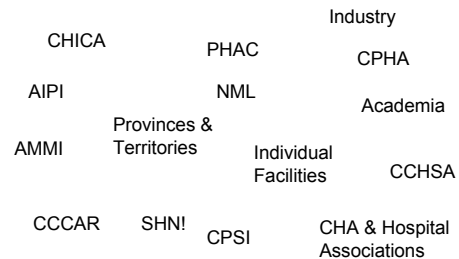 Industry
CHICA
PHAC
CPHA
AIPI
NML
Academia
Provinces &
Territories
AMMI
Individual
Facilities
CCHSA
CCCAR
SHN!
CPSI
CHA & Hospital
Associations